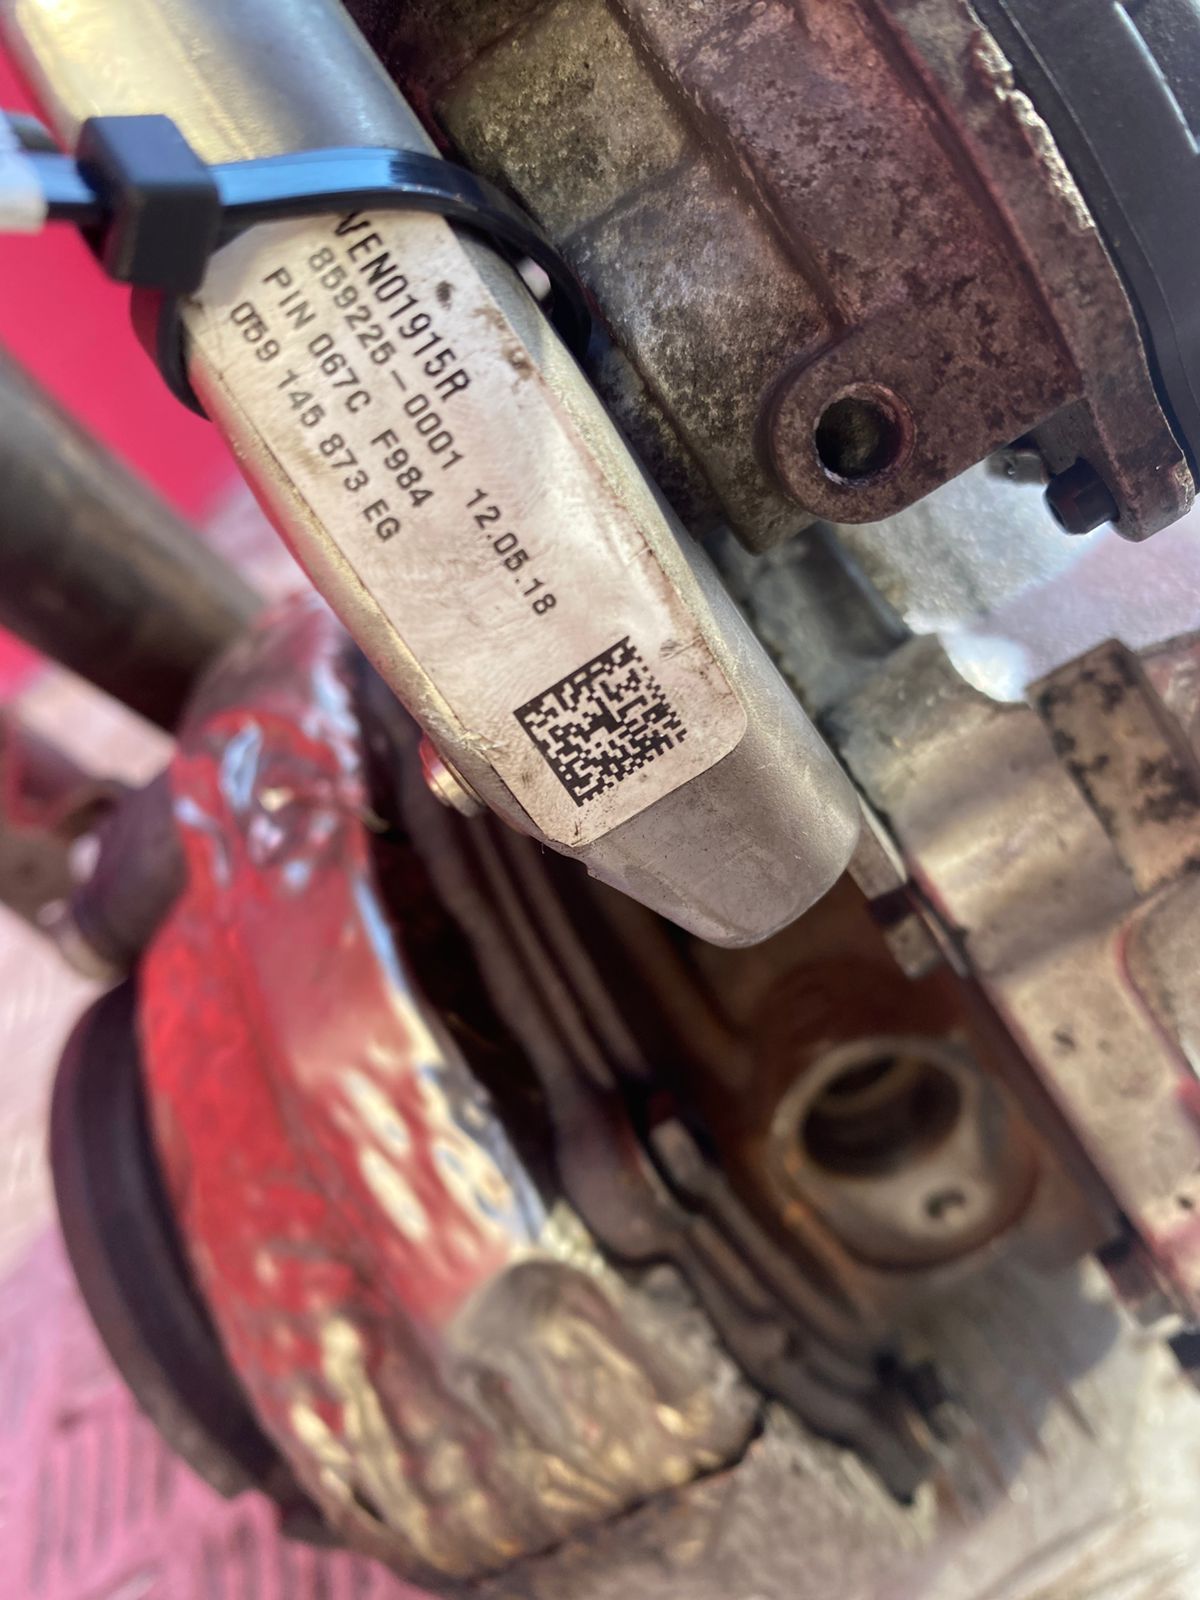 VEN01915R
859225-0001 12.05.18
PIN 067C F984
059 145 873 EG